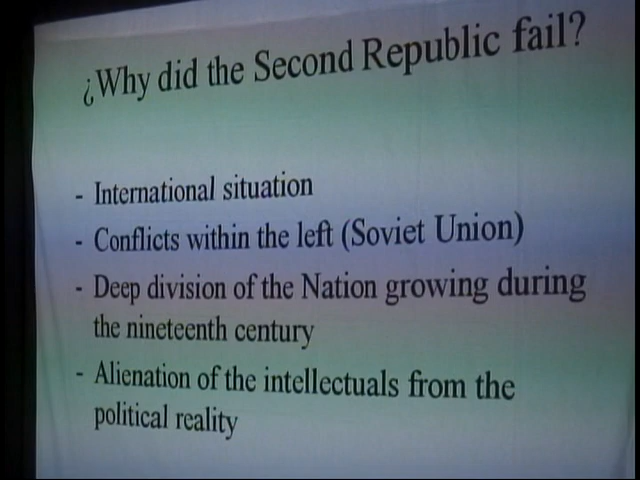 ¿Why did the Second Republic fail?
- International situation
- Conflicts within the left (Soviet Union)
- Deep division of the Nation growing during
the nineteenth century
- Alienation of the intellectuals from the
political reality